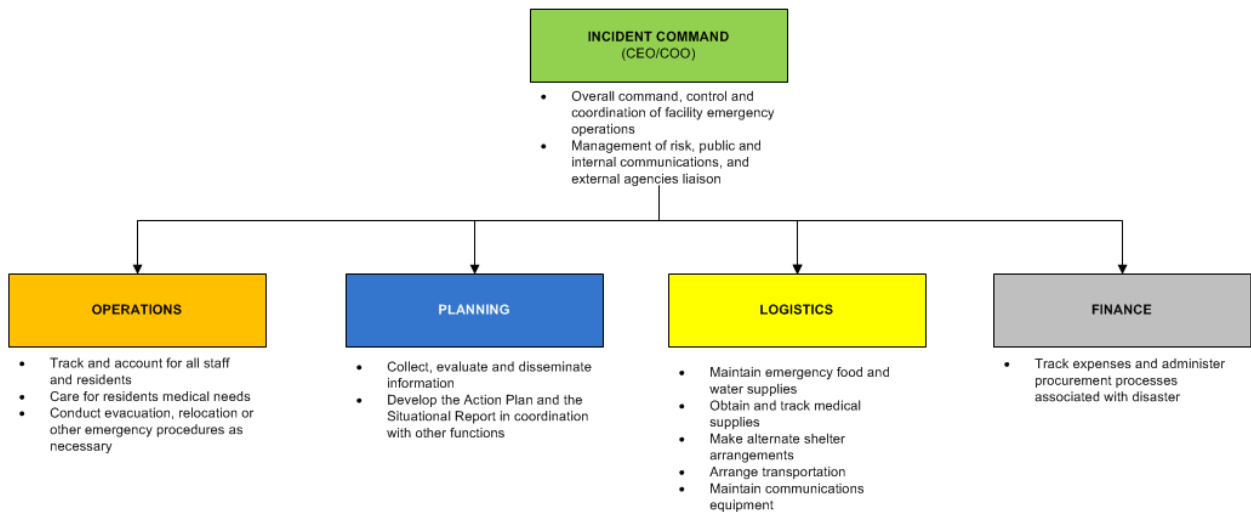 INCIDENT COMMAND
(CEO/COO)
• Overall command, control and
coordination of facility emergency
operations
• Management of risk, public and
internal communications, and
external agencies liaison
OPERATIONS
• Track and account for all staff
and residents
• Care for residents medical needs
• Conduct evacuation, relocation or
other emergency procedures as
necessary
PLANNING
• Collect, evaluate and disseminate
information
• Develop the Action Plan and the
Situational Report in coordination
with other functions
LOGISTICS
• Maintain emergency food and
water supplies
• Obtain and track medical
supplies
• Make alternate shelter
arrangements
• Arrange transportation
• Maintain communications
equipment
FINANCE
• Track expenses and administer
procurement processes
associated with disaster